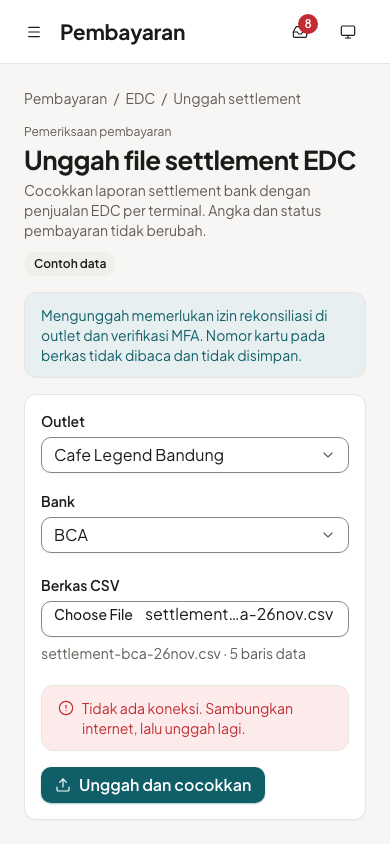 Pembayaran
8
Pembayaran / EDC / Unggah settlement
Pemeriksaan pembayaran
Unggah file settlement EDC
Cocokkan laporan settlement bank dengan
penjualan EDC per terminal. Angka dan status
pembayaran tidak berubah.
Contoh data
Mengunggah memerlukan izin rekonsiliasi di
outlet dan verifikasi MFA. Nomor kartu pada
berkas tidak dibaca dan tidak disimpan.
Outlet
Cafe Legend Bandung
Bank
BCA
Berkas CSV
Choose File settlement…a-26nov.csv
settlement-bca-26nov.csv · 5 baris data
Tidak ada koneksi. Sambungkan
internet, lalu unggah lagi.
Unggah dan cocokkan